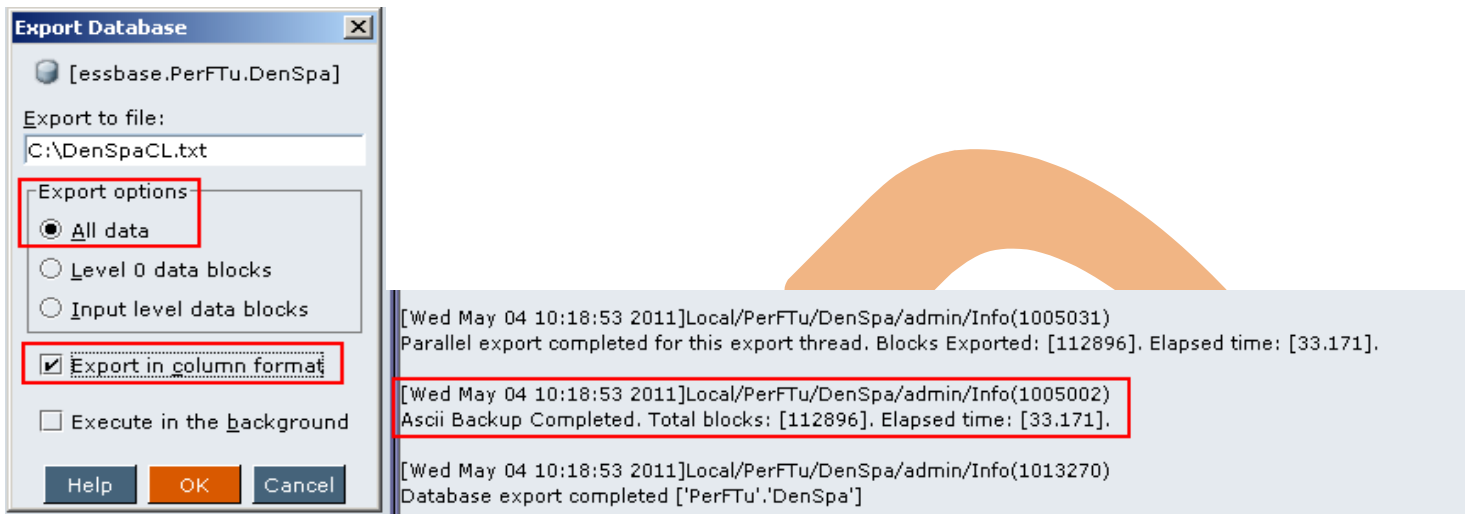 Export Database
[essbase.PerFTu.DenSpa]
Export to file:
C:\DenSpaCL.txt
Export options
All data
Level 0 data blocks
Input level data blocks
Export in column format
Execute in the background
Help OK Cancel
[Wed May 04 10:18:53 2011]Local/PerFTu/DenSpa/admin/Info(1005031)
Parallel export completed for this export thread. Blocks Exported: [112896]. Elapsed time: [33.171].
[Wed May 04 10:18:53 2011]Local/PerFTu/DenSpa/admin/Info(1005002)
Ascii Backup Completed. Total blocks: [112896]. Elapsed time: [33.171].
[Wed May 04 10:18:53 2011]Local/PerFTu/DenSpa/admin/Info(1013270)
Database export completed ['PerFTu'.'DenSpa']